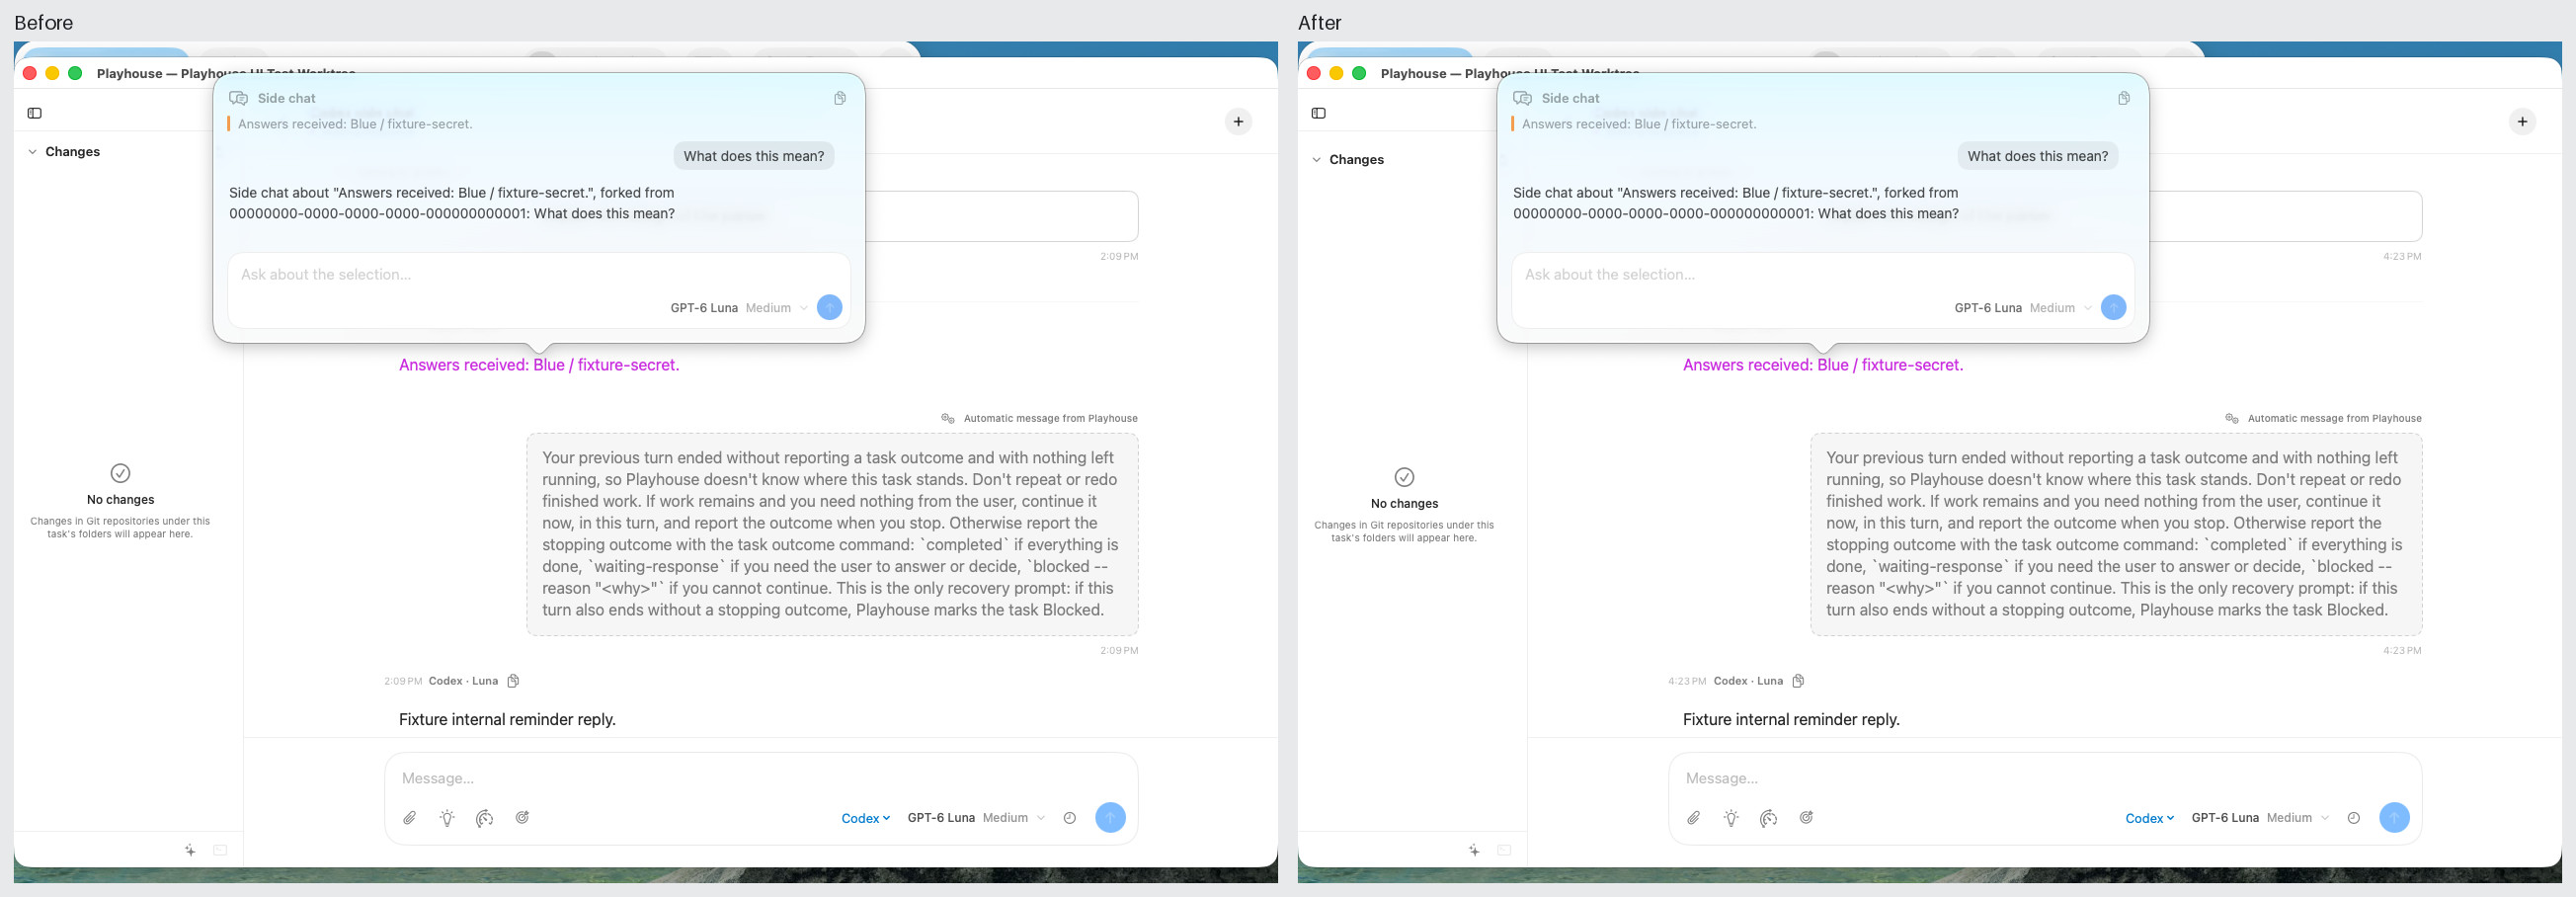 Before
Playhouse — Playhouse UI Test Worktree
Side chat
Answers received: Blue / fixture-secret.
Changes
What does this mean?
Side chat about "Answers received: Blue / fixture-secret.", forked from
00000000-0000-0000-0000-000000000001: What does this mean?
Ask about the selection...
GPT-6 Luna Medium
2:09 PM
Answers received: Blue / fixture-secret.
Automatic message from Playhouse
Your previous turn ended without reporting a task outcome and with nothing left
running, so Playhouse doesn't know where this task stands. Don't repeat or redo
finished work. If work remains and you need nothing from the user, continue it
now, in this turn, and report the outcome when you stop. Otherwise report the
stopping outcome with the task outcome command: `completed` if everything is
done, `waiting-response` if you need the user to answer or decide, `blocked --
reason "<why>"` if you cannot continue. This is the only recovery prompt: if this
turn also ends without a stopping outcome, Playhouse marks the task Blocked.
No changes
Changes in Git repositories under this
task's folders will appear here.
2:09 PM
2:09 PM Codex · Luna
Fixture internal reminder reply.
Message...
Codex GPT-6 Luna Medium
After
Playhouse — Playhouse UI Test Worktree
Side chat
Answers received: Blue / fixture-secret.
Changes
What does this mean?
Side chat about "Answers received: Blue / fixture-secret.", forked from
00000000-0000-0000-0000-000000000001: What does this mean?
Ask about the selection...
GPT-6 Luna Medium
4:23 PM
Answers received: Blue / fixture-secret.
Automatic message from Playhouse
Your previous turn ended without reporting a task outcome and with nothing left
running, so Playhouse doesn't know where this task stands. Don't repeat or redo
finished work. If work remains and you need nothing from the user, continue it
now, in this turn, and report the outcome when you stop. Otherwise report the
stopping outcome with the task outcome command: `completed` if everything is
done, `waiting-response` if you need the user to answer or decide, `blocked --
reason "<why>"` if you cannot continue. This is the only recovery prompt: if this
turn also ends without a stopping outcome, Playhouse marks the task Blocked.
No changes
Changes in Git repositories under this
task's folders will appear here.
4:23 PM
4:23 PM Codex · Luna
Fixture internal reminder reply.
Message...
Codex GPT-6 Luna Medium